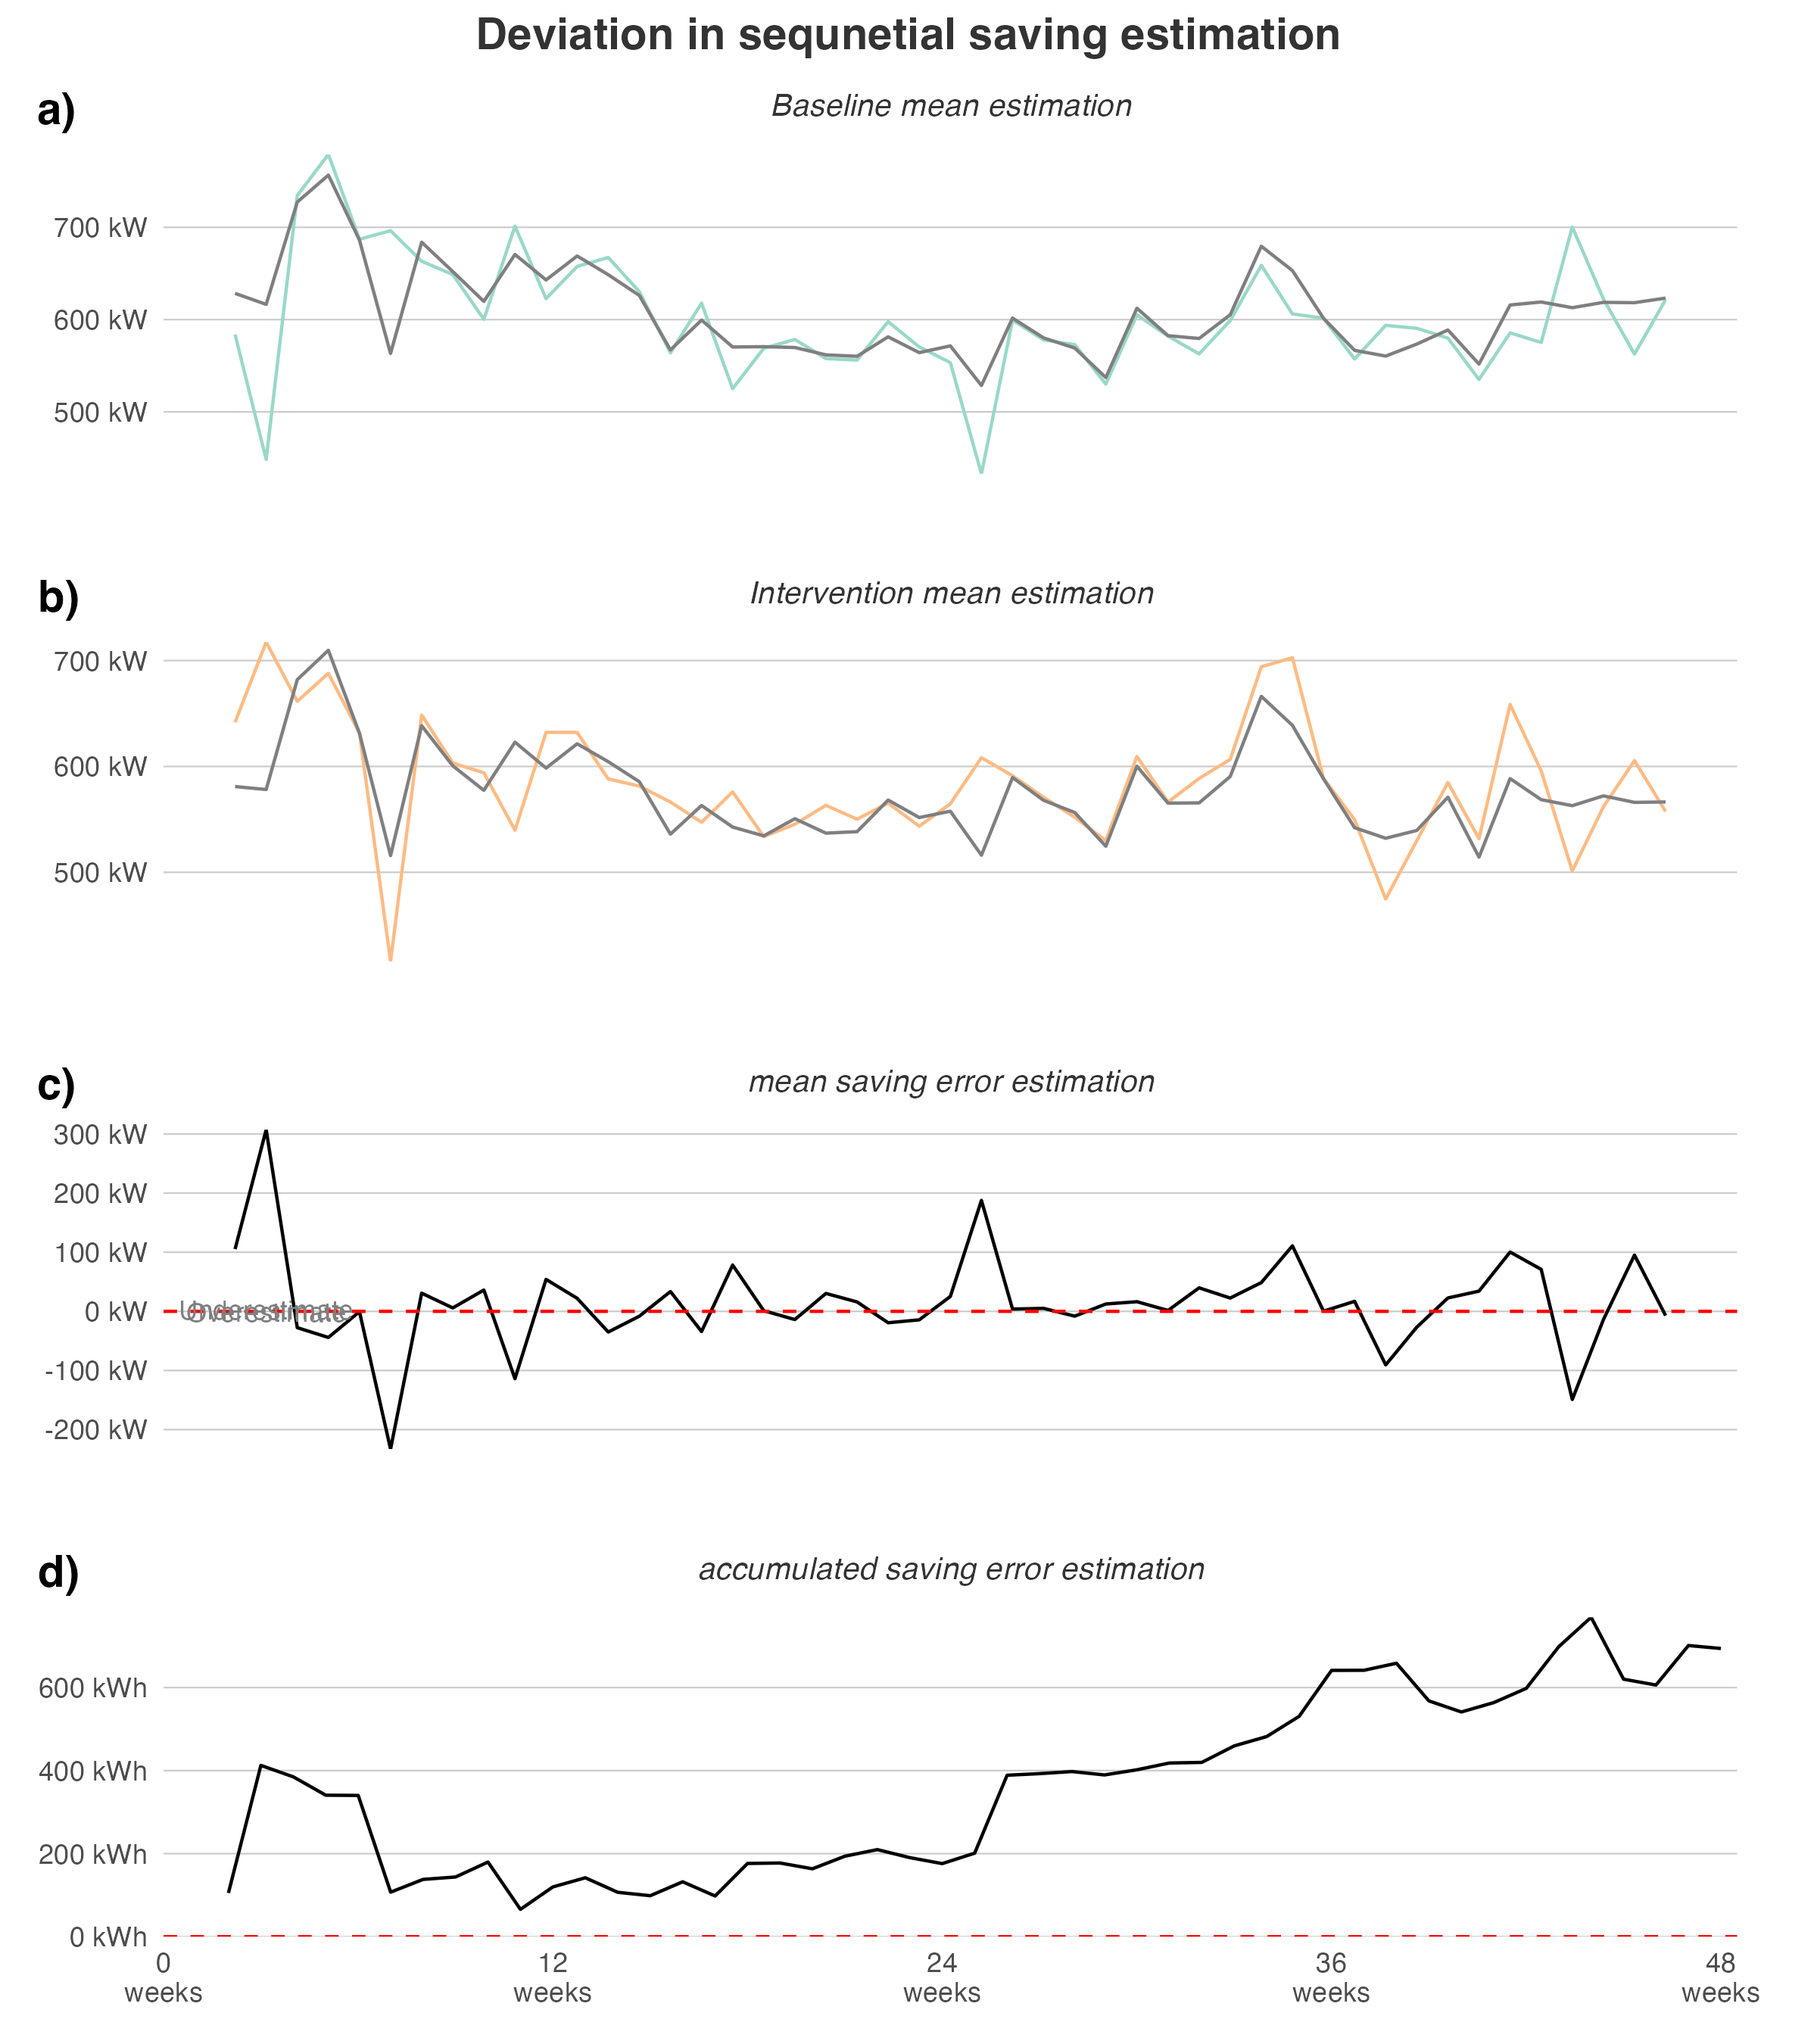 Deviation in sequnetial saving estimation
a)
Baseline mean estimation
700 kW
600 kW
500 kW
b)
Intervention mean estimation
700 kW
600 kW
500 kW
c)
mean saving error estimation
300 kW
200 kW
100 kW
0 kW
Underestimate
Overestimate
-100 kW
-200 kW
d)
accumulated saving error estimation
600 kWh
400 kWh
200 kWh
0 kWh
0 12 24 36 48
weeks weeks weeks weeks weeks